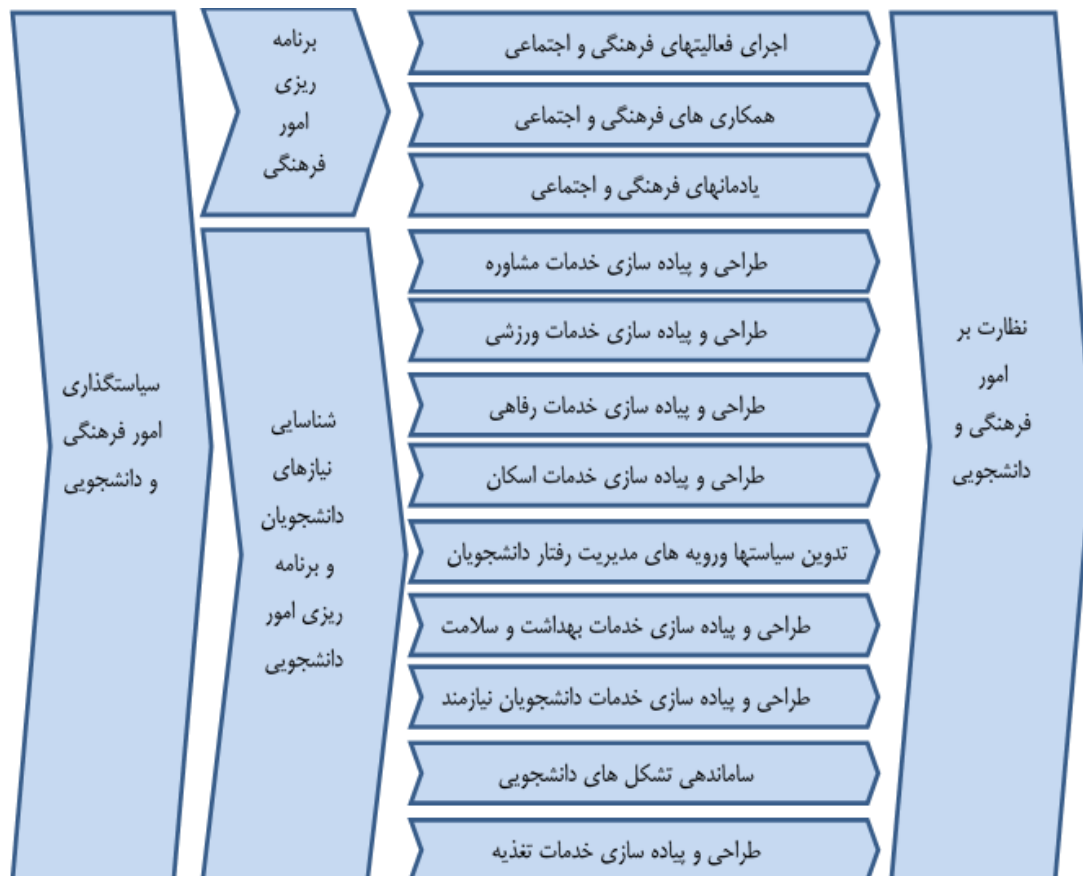 سیاستگذاری
امور فرهنگی
و دانشجویی
برنامه
ریزی
امور
فرهنگی
شناسایی
نیازهای
دانشجویان
و برنامه
ریزی امور
دانشجویی
اجرای فعالیتهای فرهنگی و اجتماعی
همکاری های فرهنگی و اجتماعی
یادمانهای فرهنگی و اجتماعی
طراحی و پیاده سازی خدمات مشاوره
طراحی و پیاده سازی خدمات ورزشی
طراحی و پیاده سازی خدمات رفاهی
طراحی و پیاده سازی خدمات اسکان
تدوین سیاستها ورویه های مدیریت رفتار دانشجویان
طراحی و پیاده سازی خدمات بهداشت و سلامت
طراحی و پیاده سازی خدمات دانشجویان نیازمند
ساماندهی تشکل های دانشجویی
طراحی و پیاده سازی خدمات تغذیه
نظارت بر
امور
فرهنگی و
دانشجویی